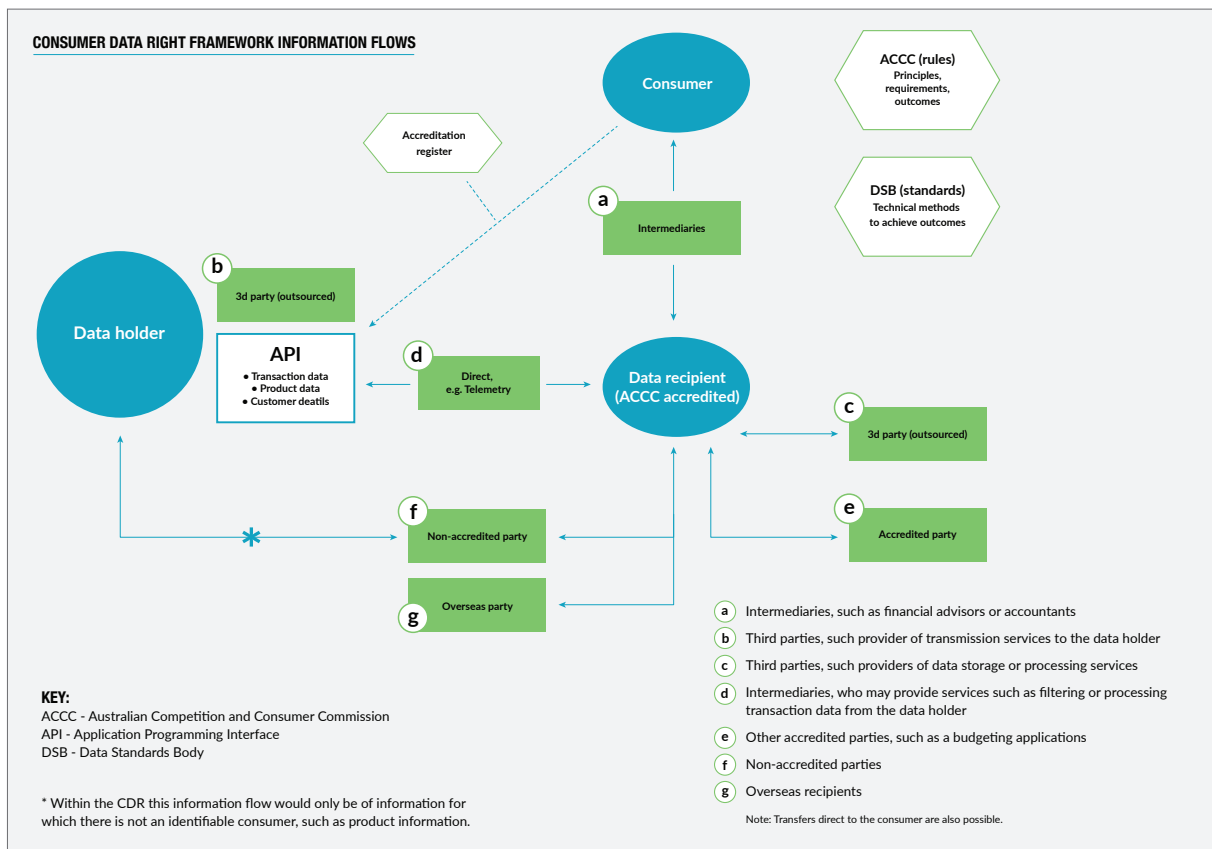 CONSUMER DATA RIGHT FRAMEWORK INFORMATION FLOWS
Consumer
ACCC (rules)
Principles,
requirements,
outcomes
Accreditation
register
DSB (standards)
Technical methods
to achieve outcomes
a
Intermediaries
b
3d party (outsourced)
Data holder
API
• Transaction data
• Product data
• Customer deatils
d
Direct,
e.g. Telemetry
Data recipient
(ACCC accredited)
c
3d party (outsourced)
e
Accredited party
f
Non-accredited party
*
Overseas party
g
a Intermediaries, such as financial advisors or accountants
b Third parties, such provider of transmission services to the data holder
c Third parties, such providers of data storage or processing services
d Intermediaries, who may provide services such as filtering or processing
transaction data from the data holder
e Other accredited parties, such as a budgeting applications
f Non-accredited parties
g Overseas recipients
Note: Transfers direct to the consumer are also possible.
KEY:
ACCC - Australian Competition and Consumer Commission
API - Application Programming Interface
DSB - Data Standards Body
* Within the CDR this information flow would only be of information for
which there is not an identifiable consumer, such as product information.